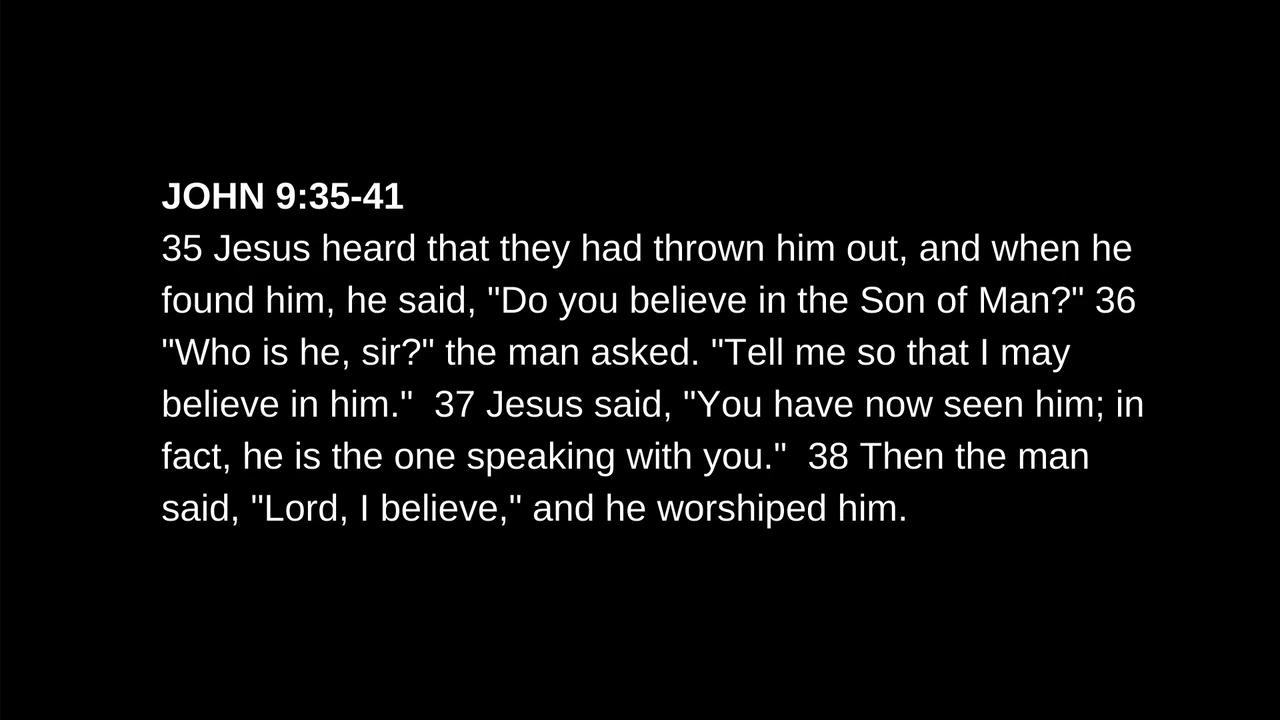 JOHN 9:35-41
35 Jesus heard that they had thrown him out, and when he
found him, he said, "Do you believe in the Son of Man?" 36
"Who is he, sir?" the man asked. "Tell me so that I may
believe in him."  37 Jesus said, "You have now seen him; in
fact, he is the one speaking with you."  38 Then the man
said, "Lord, I believe," and he worshiped him.